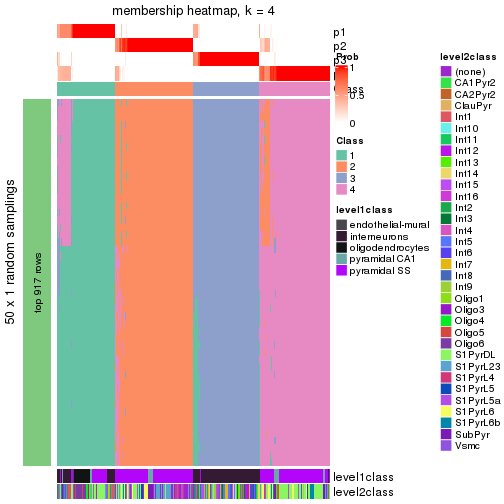 membership heatmap, k = 4
p1
p2
p3
Prob
1
0.5
0
Class
1
2
3
4
level1class
endothelial-mural
interneurons
oligodendrocytes
pyramidal CA1
pyramidal SS
level2class
(none)
CA1Pyr2
CA2Pyr2
ClauPyr
Int1
Int10
Int11
Int12
Int13
Int14
Int15
Int16
Int2
Int3
Int4
Int5
Int6
Int7
Int8
Int9
Oligo1
Oligo3
Oligo4
Oligo5
Oligo6
S1PyrDL
S1PyrL23
S1PyrL4
S1PyrL5
S1PyrL5a
S1PyrL6
S1PyrL6b
SubPyr
Vsmc
50 x 1 random samplings
top 917 rows
level1class
level2class